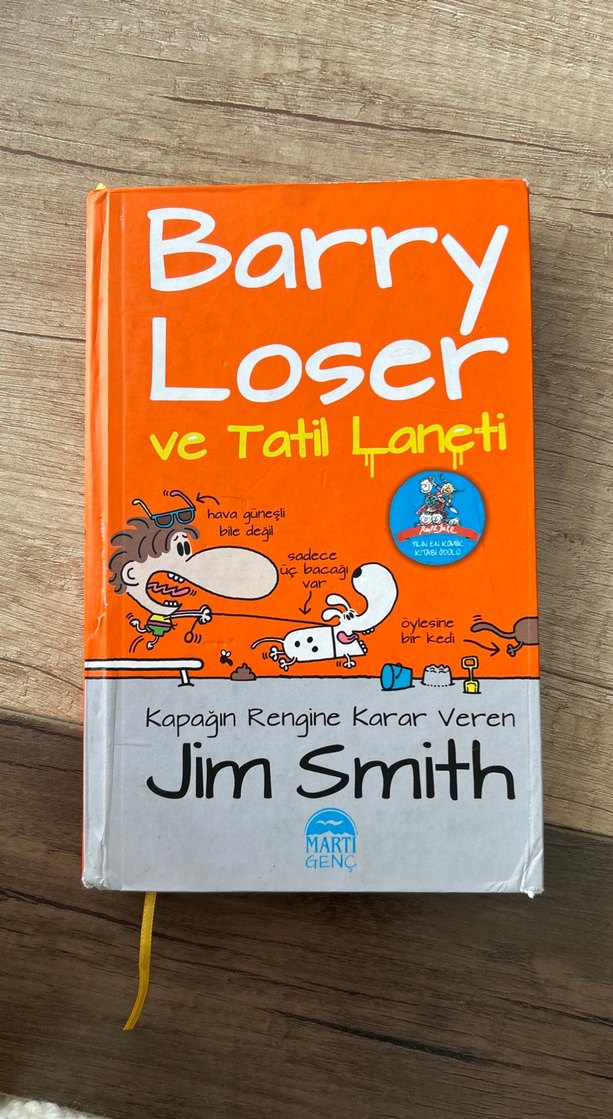 Barry
Loser
ve Tatil Laneti
hava güneşli
bile değil
sadece
üç bacağı
var
YILIN EN KOMİK
KİTABI ÖDÜLÜ
öylesine
bir kedi
Kapağın Rengine Karar Veren
Jim Smith
MARTI
GENÇ